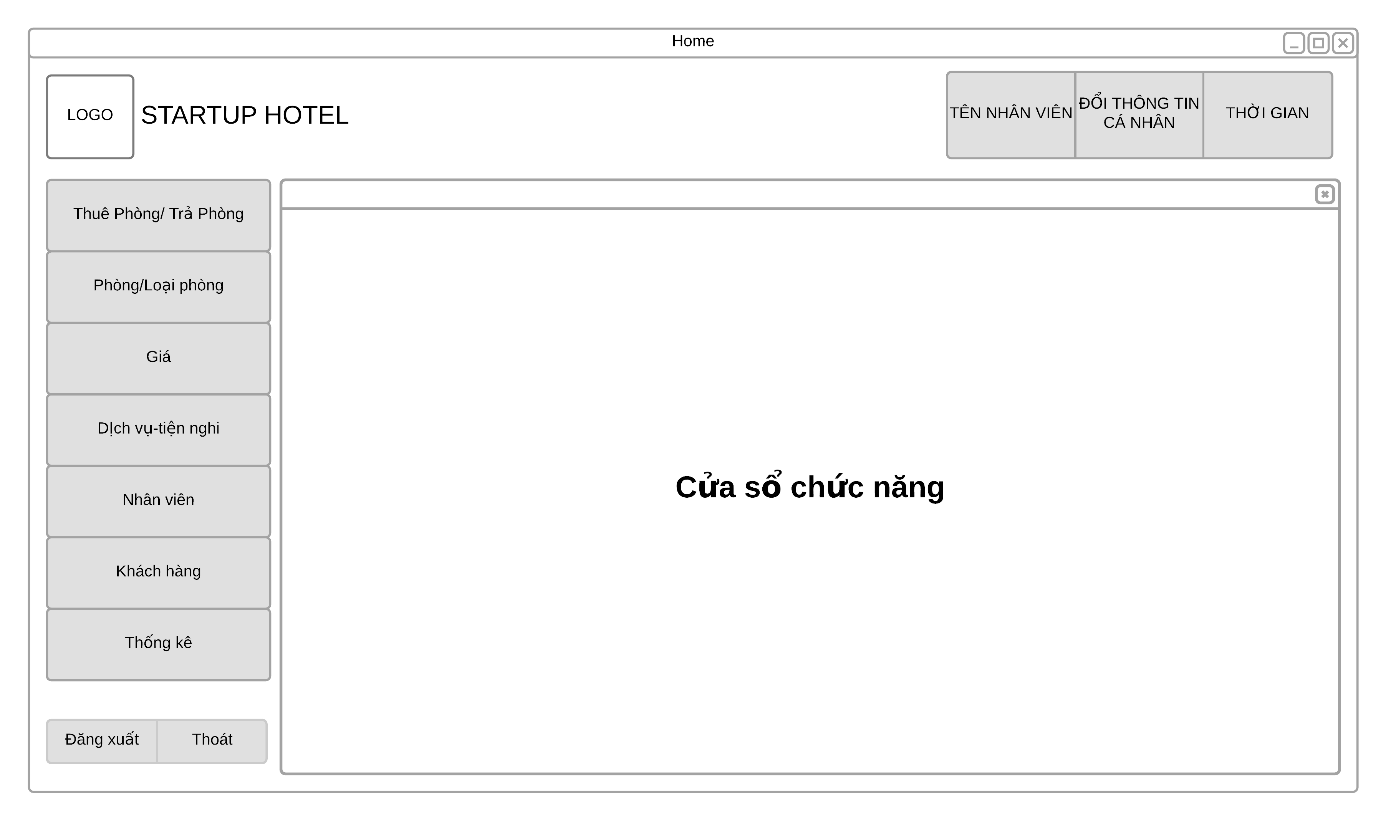 Home
LOGO
STARTUP HOTEL
TÊN NHÂN VIÊN
ĐỔI THÔNG TIN
CÁ NHÂN
THỜI GIAN
Thuê Phòng/ Trả Phòng
Phòng/Loại phòng
Giá
Dịch vụ-tiện nghi
Nhân viên
Khách hàng
Thống kê
Cửa sổ chức năng
Đăng xuất
Thoát